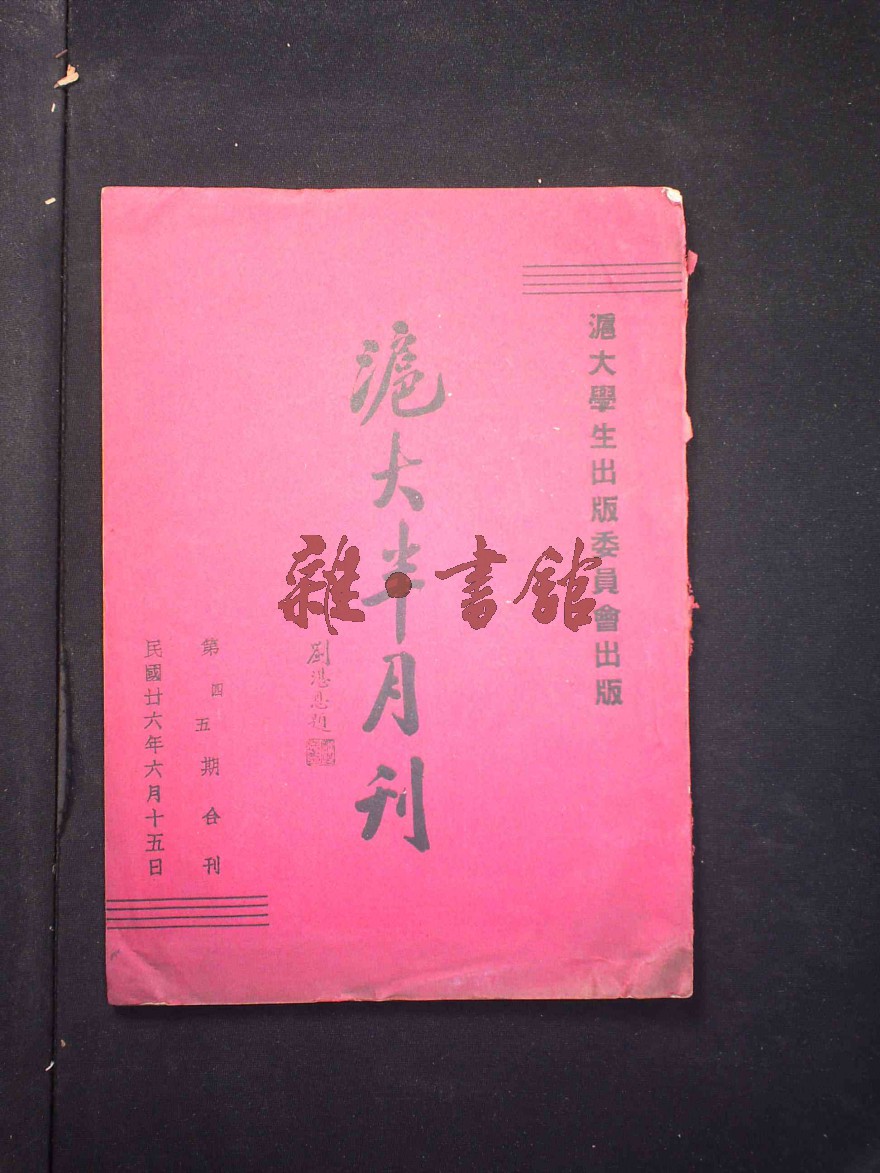 滬大學生出版委員會出版
滬大半月刊
劉湛恩題
第四五期合刊
民國廿六年六月十五日
雜·書館